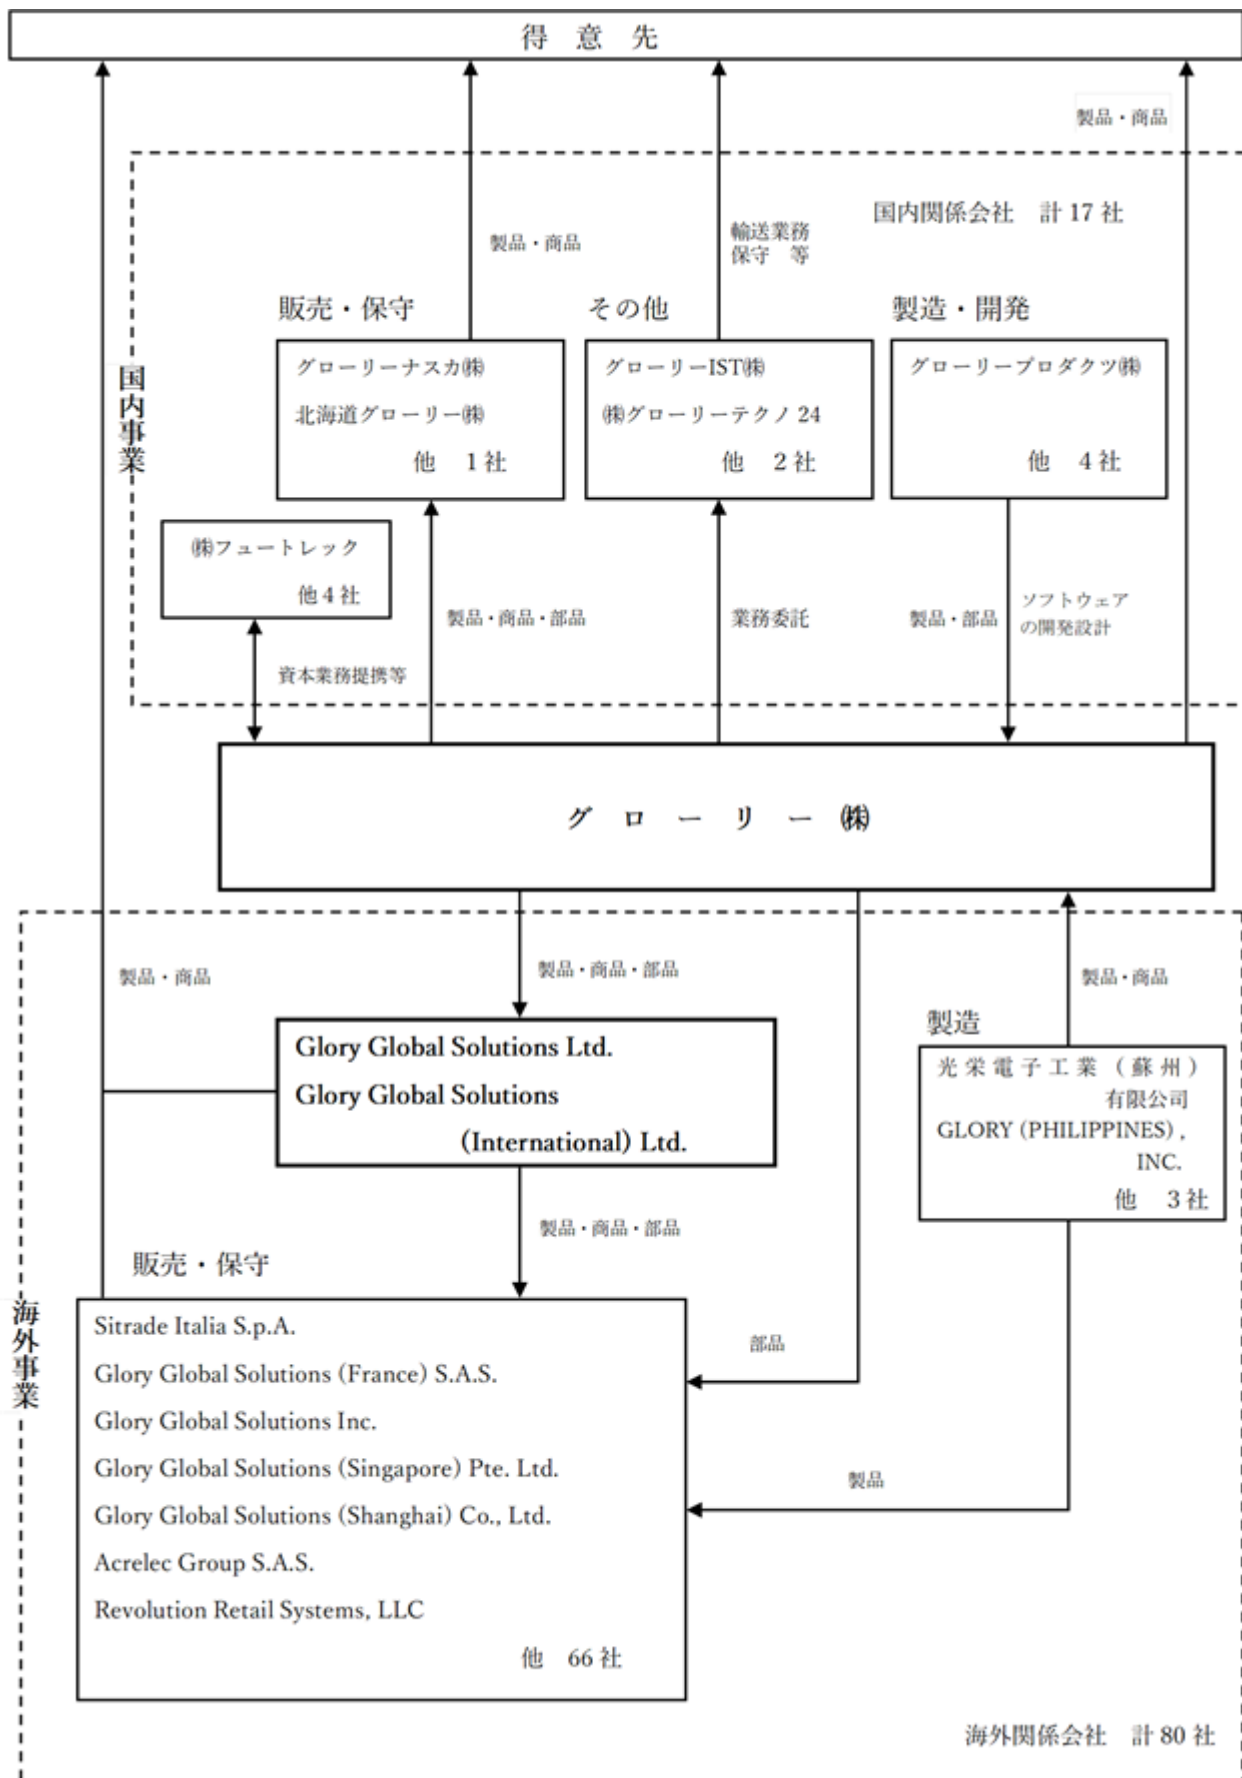 得 意 先
製品・商品
国内関係会社 計 17 社
製品・商品
輸送業務
保守 等
販売・保守
その他
製造・開発
国内事業
グローリーナスカ㈱
北海道グローリー㈱
他 1 社
グローリーIST㈱
㈱グローリーテクノ 24
他 2 社
グローリープロダクツ㈱
他 4 社
㈱フュートレック
他 4 社
製品・商品・部品
業務委託
製品・部品
ソフトウェア
の開発設計
資本業務提携等
グ ロ ー リ ー ㈱
製品・商品
製品・商品・部品
製品・商品
製造
Glory Global Solutions Ltd.
Glory Global Solutions
(International) Ltd.
光 栄 電 子 工 業 （ 蘇 州 ）
有限公司
GLORY (PHILIPPINES) ,
INC.
他 3 社
製品・商品・部品
販売・保守
海外事業
Sitrade Italia S.p.A.
Glory Global Solutions (France) S.A.S.
Glory Global Solutions Inc.
Glory Global Solutions (Singapore) Pte. Ltd.
Glory Global Solutions (Shanghai) Co., Ltd.
Acrelec Group S.A.S.
Revolution Retail Systems, LLC
他 66 社
部品
製品
海外関係会社 計 80 社